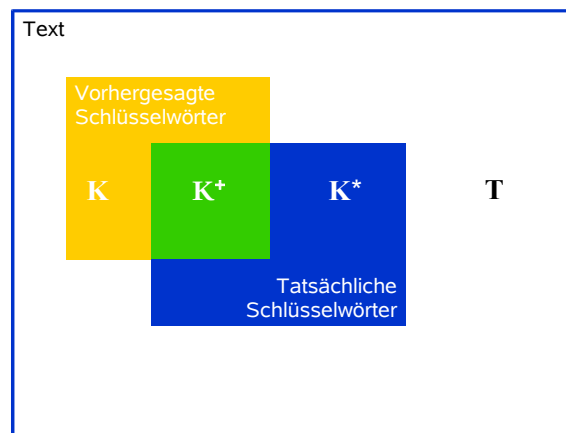 Text
Vorhergesagte
Schlüsselwörter
K K⁺ K* T
Tatsächliche
Schlüsselwörter